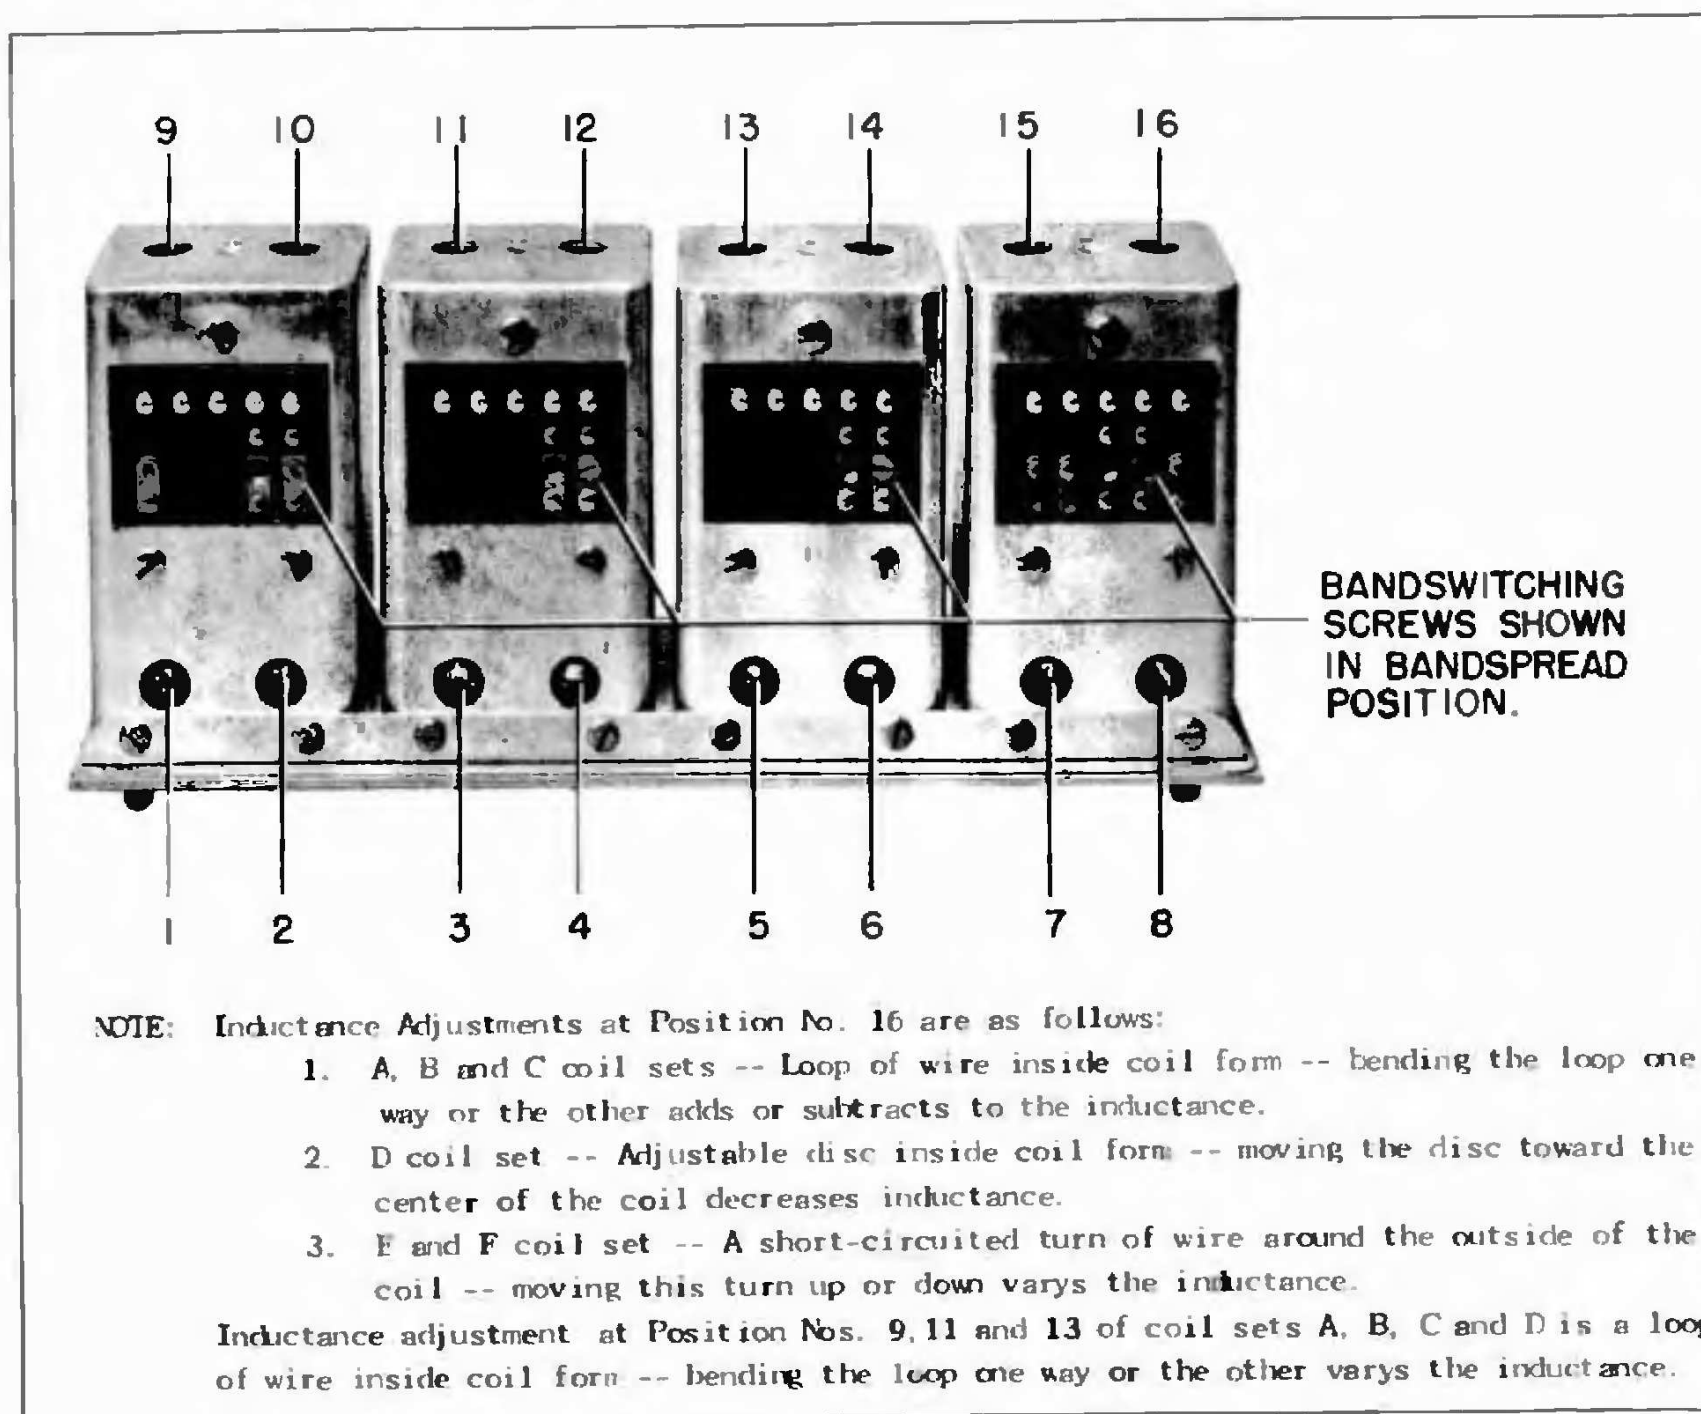 9 10 11 12 13 14 15 16
BANDSWITCHING
SCREWS SHOWN
IN BANDSPREAD
POSITION.
1 2 3 4 5 6 7 8
NOTE: Inductance Adjustments at Position No. 16 are as follows:
1. A, B and C coil sets -- Loop of wire inside coil form -- bending the loop one
way or the other adds or subtracts to the inductance.
2. D coil set -- Adjustable disc inside coil form -- moving the disc toward the
center of the coil decreases inductance.
3. E and F coil set -- A short-circuited turn of wire around the outside of the
coil -- moving this turn up or down varys the inductance.
Inductance adjustment at Position Nos. 9, 11 and 13 of coil sets A, B, C and D is a loop
of wire inside coil form -- bending the loop one way or the other varys the inductance.